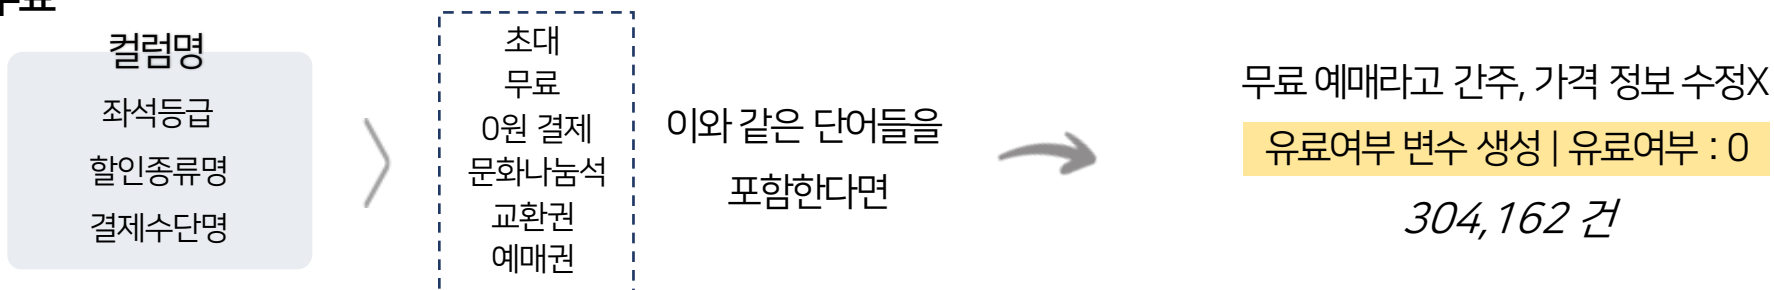 무료
컬럼명
좌석등급
할인종류명
결제수단명
초대
무료
0원 결제
문화나눔석
교환권
예매권
이와 같은 단어들을
포함한다면
무료 예매라고 간주, 가격 정보 수정X
유료여부 변수 생성 | 유료여부 : 0
304,162 건